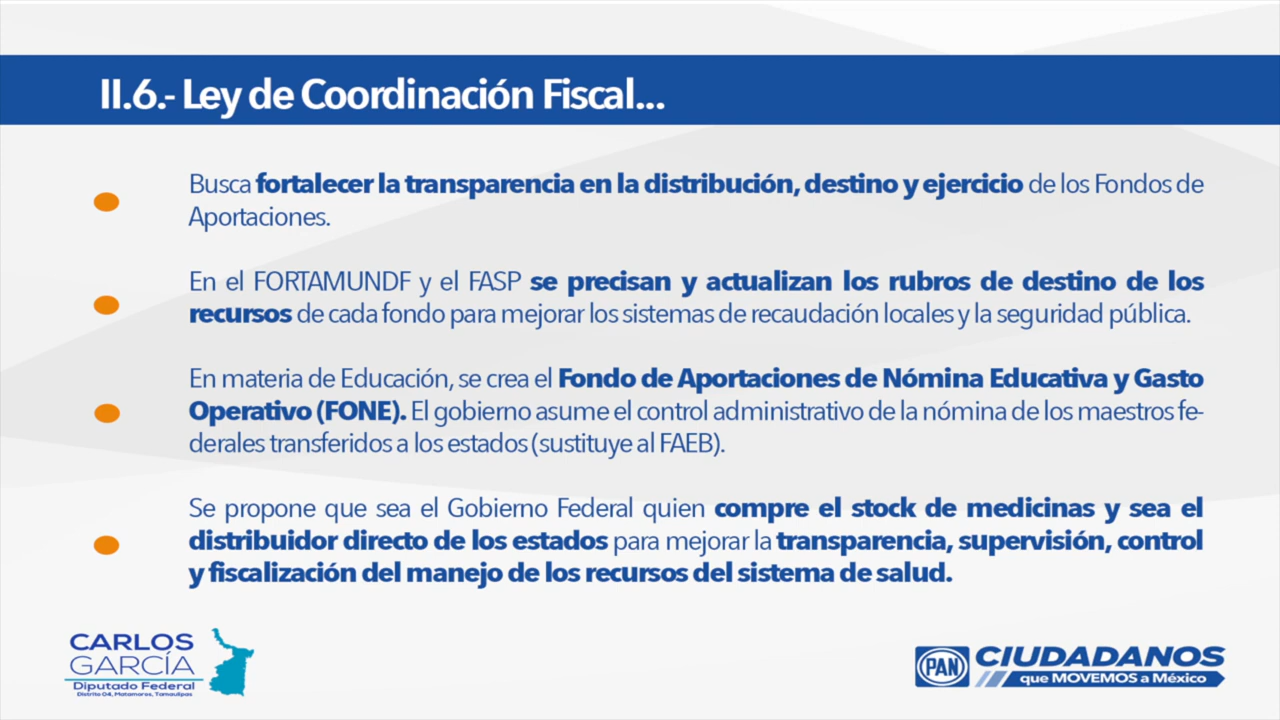 II.6.- Ley de Coordinación Fiscal...
Busca fortalecer la transparencia en la distribución, destino y ejercicio de los Fondos de
Aportaciones.
En el FORTAMUNDF y el FASP se precisan y actualizan los rubros de destino de los
recursos de cada fondo para mejorar los sistemas de recaudación locales y la seguridad pública.
En materia de Educación, se crea el Fondo de Aportaciones de Nómina Educativa y Gasto
Operativo (FONE). El gobierno asume el control administrativo de la nómina de los maestros fe-
derales transferidos a los estados (sustituye al FAEB).
Se propone que sea el Gobierno Federal quien compre el stock de medicinas y sea el
distribuidor directo de los estados para mejorar la transparencia, supervisión, control
y fiscalización del manejo de los recursos del sistema de salud.
CARLOS
GARCÍA
Diputado Federal
Distrito 04, Matamoros, Tamaulipas
PAN
CIUDADANOS
que MOVEMOS a México